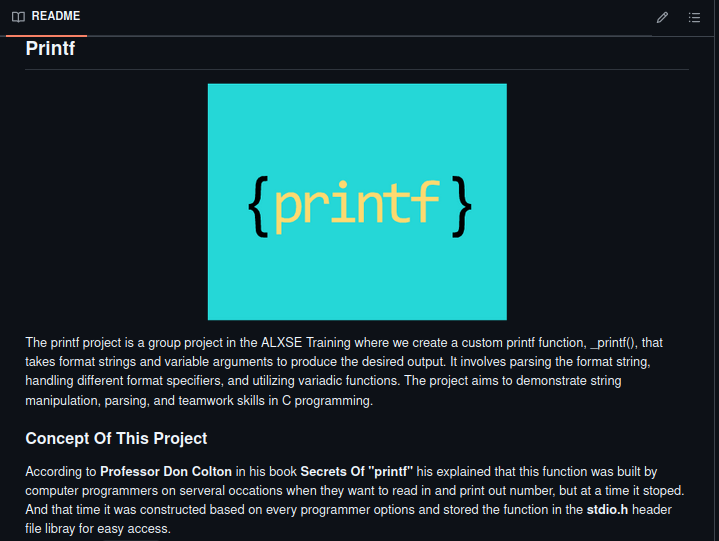 README
Printf
{printf}
The printf project is a group project in the ALXSE Training where we create a custom printf function, _printf(), that
takes format strings and variable arguments to produce the desired output. It involves parsing the format string,
handling different format specifiers, and utilizing variadic functions. The project aims to demonstrate string
manipulation, parsing, and teamwork skills in C programming.
Concept Of This Project
According to Professor Don Colton in his book Secrets Of "printf" his explained that this function was built by
computer programmers on serveral occations when they want to read in and print out number, but at a time it stoped.
And that time it was constructed based on every programmer options and stored the function in the stdio.h header
file libray for easy access.